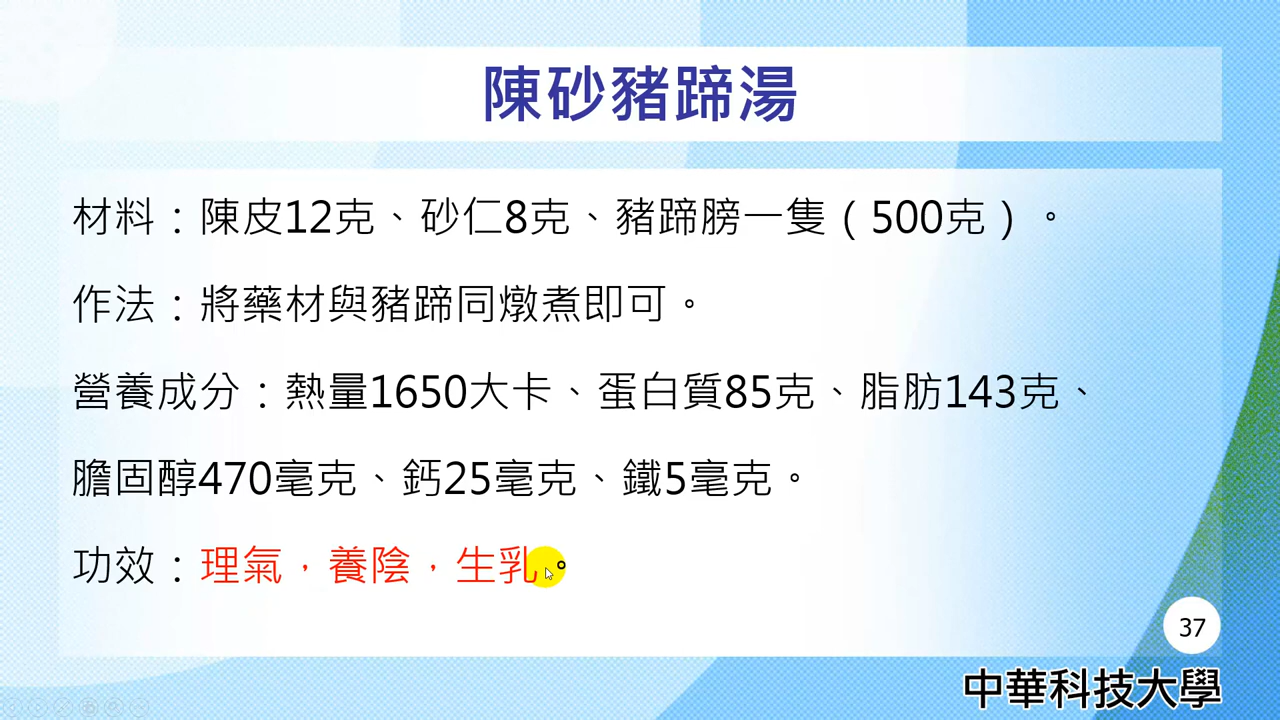 陳砂豬蹄湯
材料：陳皮12克、砂仁8克、豬蹄膀一隻（500克）。
作法：將藥材與豬蹄同燉煮即可。
營養成分：熱量1650大卡、蛋白質85克、脂肪143克、
膽固醇470毫克、鈣25毫克、鐵5毫克。
功效：理氣，養陰，生乳。
37
中華科技大學